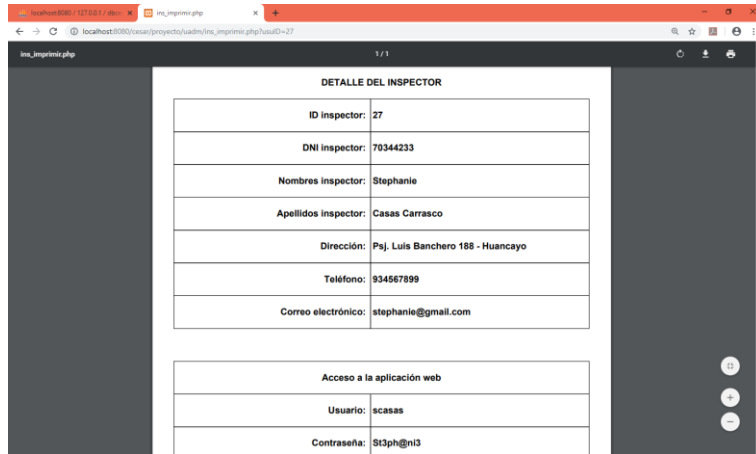 localhost:8080 / 127.0.0.1 /
ins_imprimir.php
localhost:8080/cesar/proyecto/uadm/ins_imprimir.php?usuID=27
ins_imprimir.php
1 / 1
DETALLE DEL INSPECTOR
ID inspector: 27
DNI inspector: 70344233
Nombres inspector: Stephanie
Apellidos inspector: Casas Carrasco
Dirección: Psj. Luis Banchero 188 - Huancayo
Teléfono: 934567899
Correo electrónico: stephanie@gmail.com
Acceso a la aplicación web
Usuario: scasas
Contraseña: St3ph@ni3